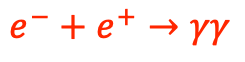 e⁻ + e⁺ → γγ